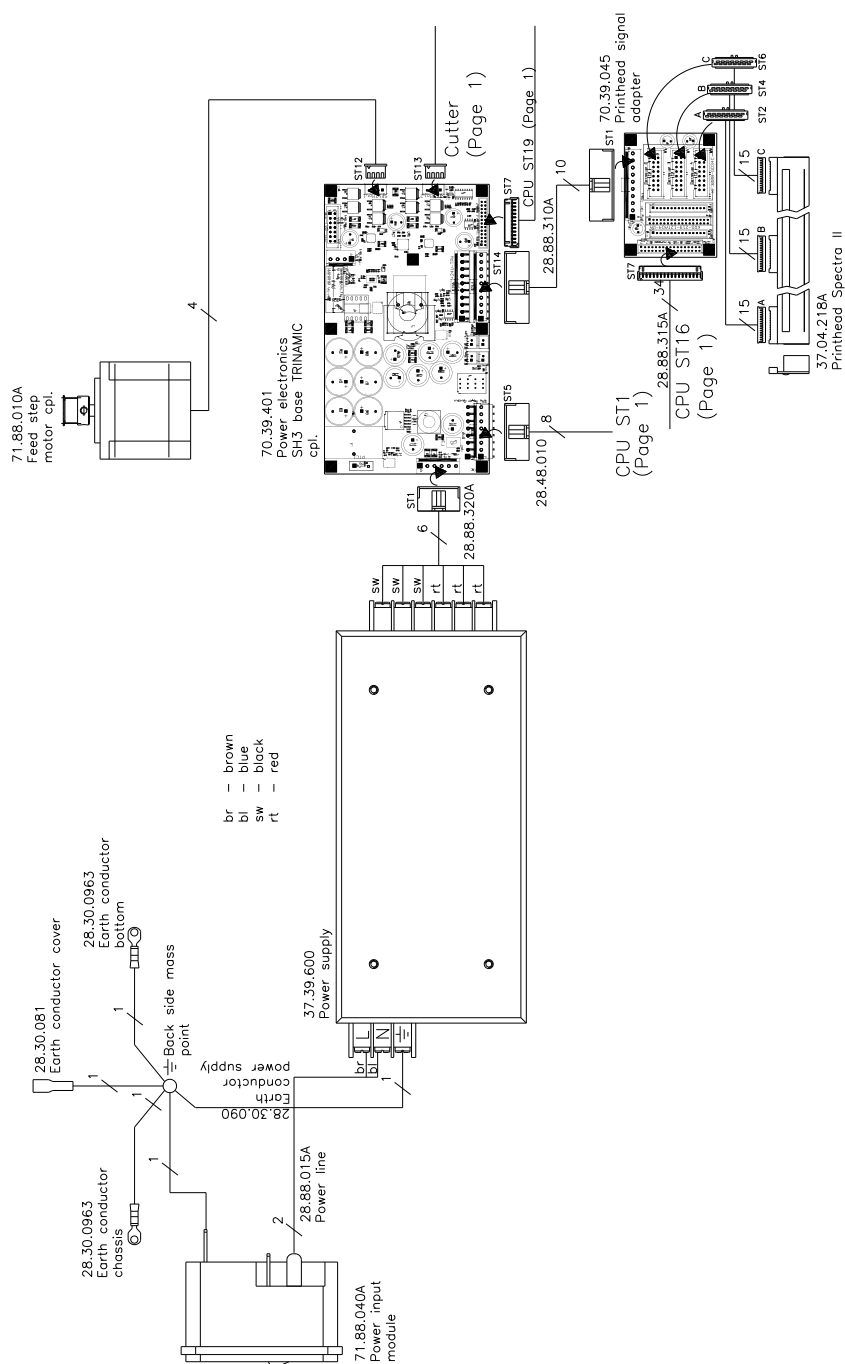 71.88.010A
Feed step
motor cpl.
4
70.39.401
Power electronics
SH3 base TRINAMIC
cpl.
ST12
ST13
Cutter
(Page 1)
CPU ST19 (Page 1)
ST7
ST14
ST5
ST1
28.88.310A
10
ST1
70.39.045
Printhead signal
adapter
A
B
C
ST2
ST4
ST6
ST7
34
28.88.315A
CPU ST16
(Page 1)
15
15
15
A
B
C
37.04.218A
Printhead Spectra II
8
28.48.010
CPU ST1
(Page 1)
6
28.88.320A
sw
sw
sw
rt
rt
rt
br – brown
bl – blue
sw – black
rt – red
37.39.600
Power supply
L
N
br
bl
1
28.30.081
Earth conductor cover
28.30.0963
Earth conductor
bottom
1
1
1
1
Back side mass
point
28.30.090
Earth
conductor
power supply
28.30.0963
Earth conductor
chassis
2
28.88.015A
Power line
71.88.040A
Power input
module